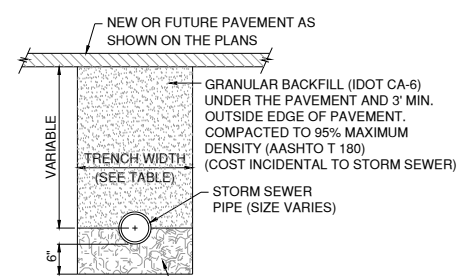 NEW OR FUTURE PAVEMENT AS
SHOWN ON THE PLANS
GRANULAR BACKFILL (IDOT CA-6)
UNDER THE PAVEMENT AND 3' MIN.
OUTSIDE EDGE OF PAVEMENT.
COMPACTED TO 95% MAXIMUM
DENSITY (AASHTO T 180)
(COST INCIDENTAL TO STORM SEWER)
VARIABLE
TRENCH WIDTH
(SEE TABLE)
STORM SEWER
PIPE (SIZE VARIES)
6"